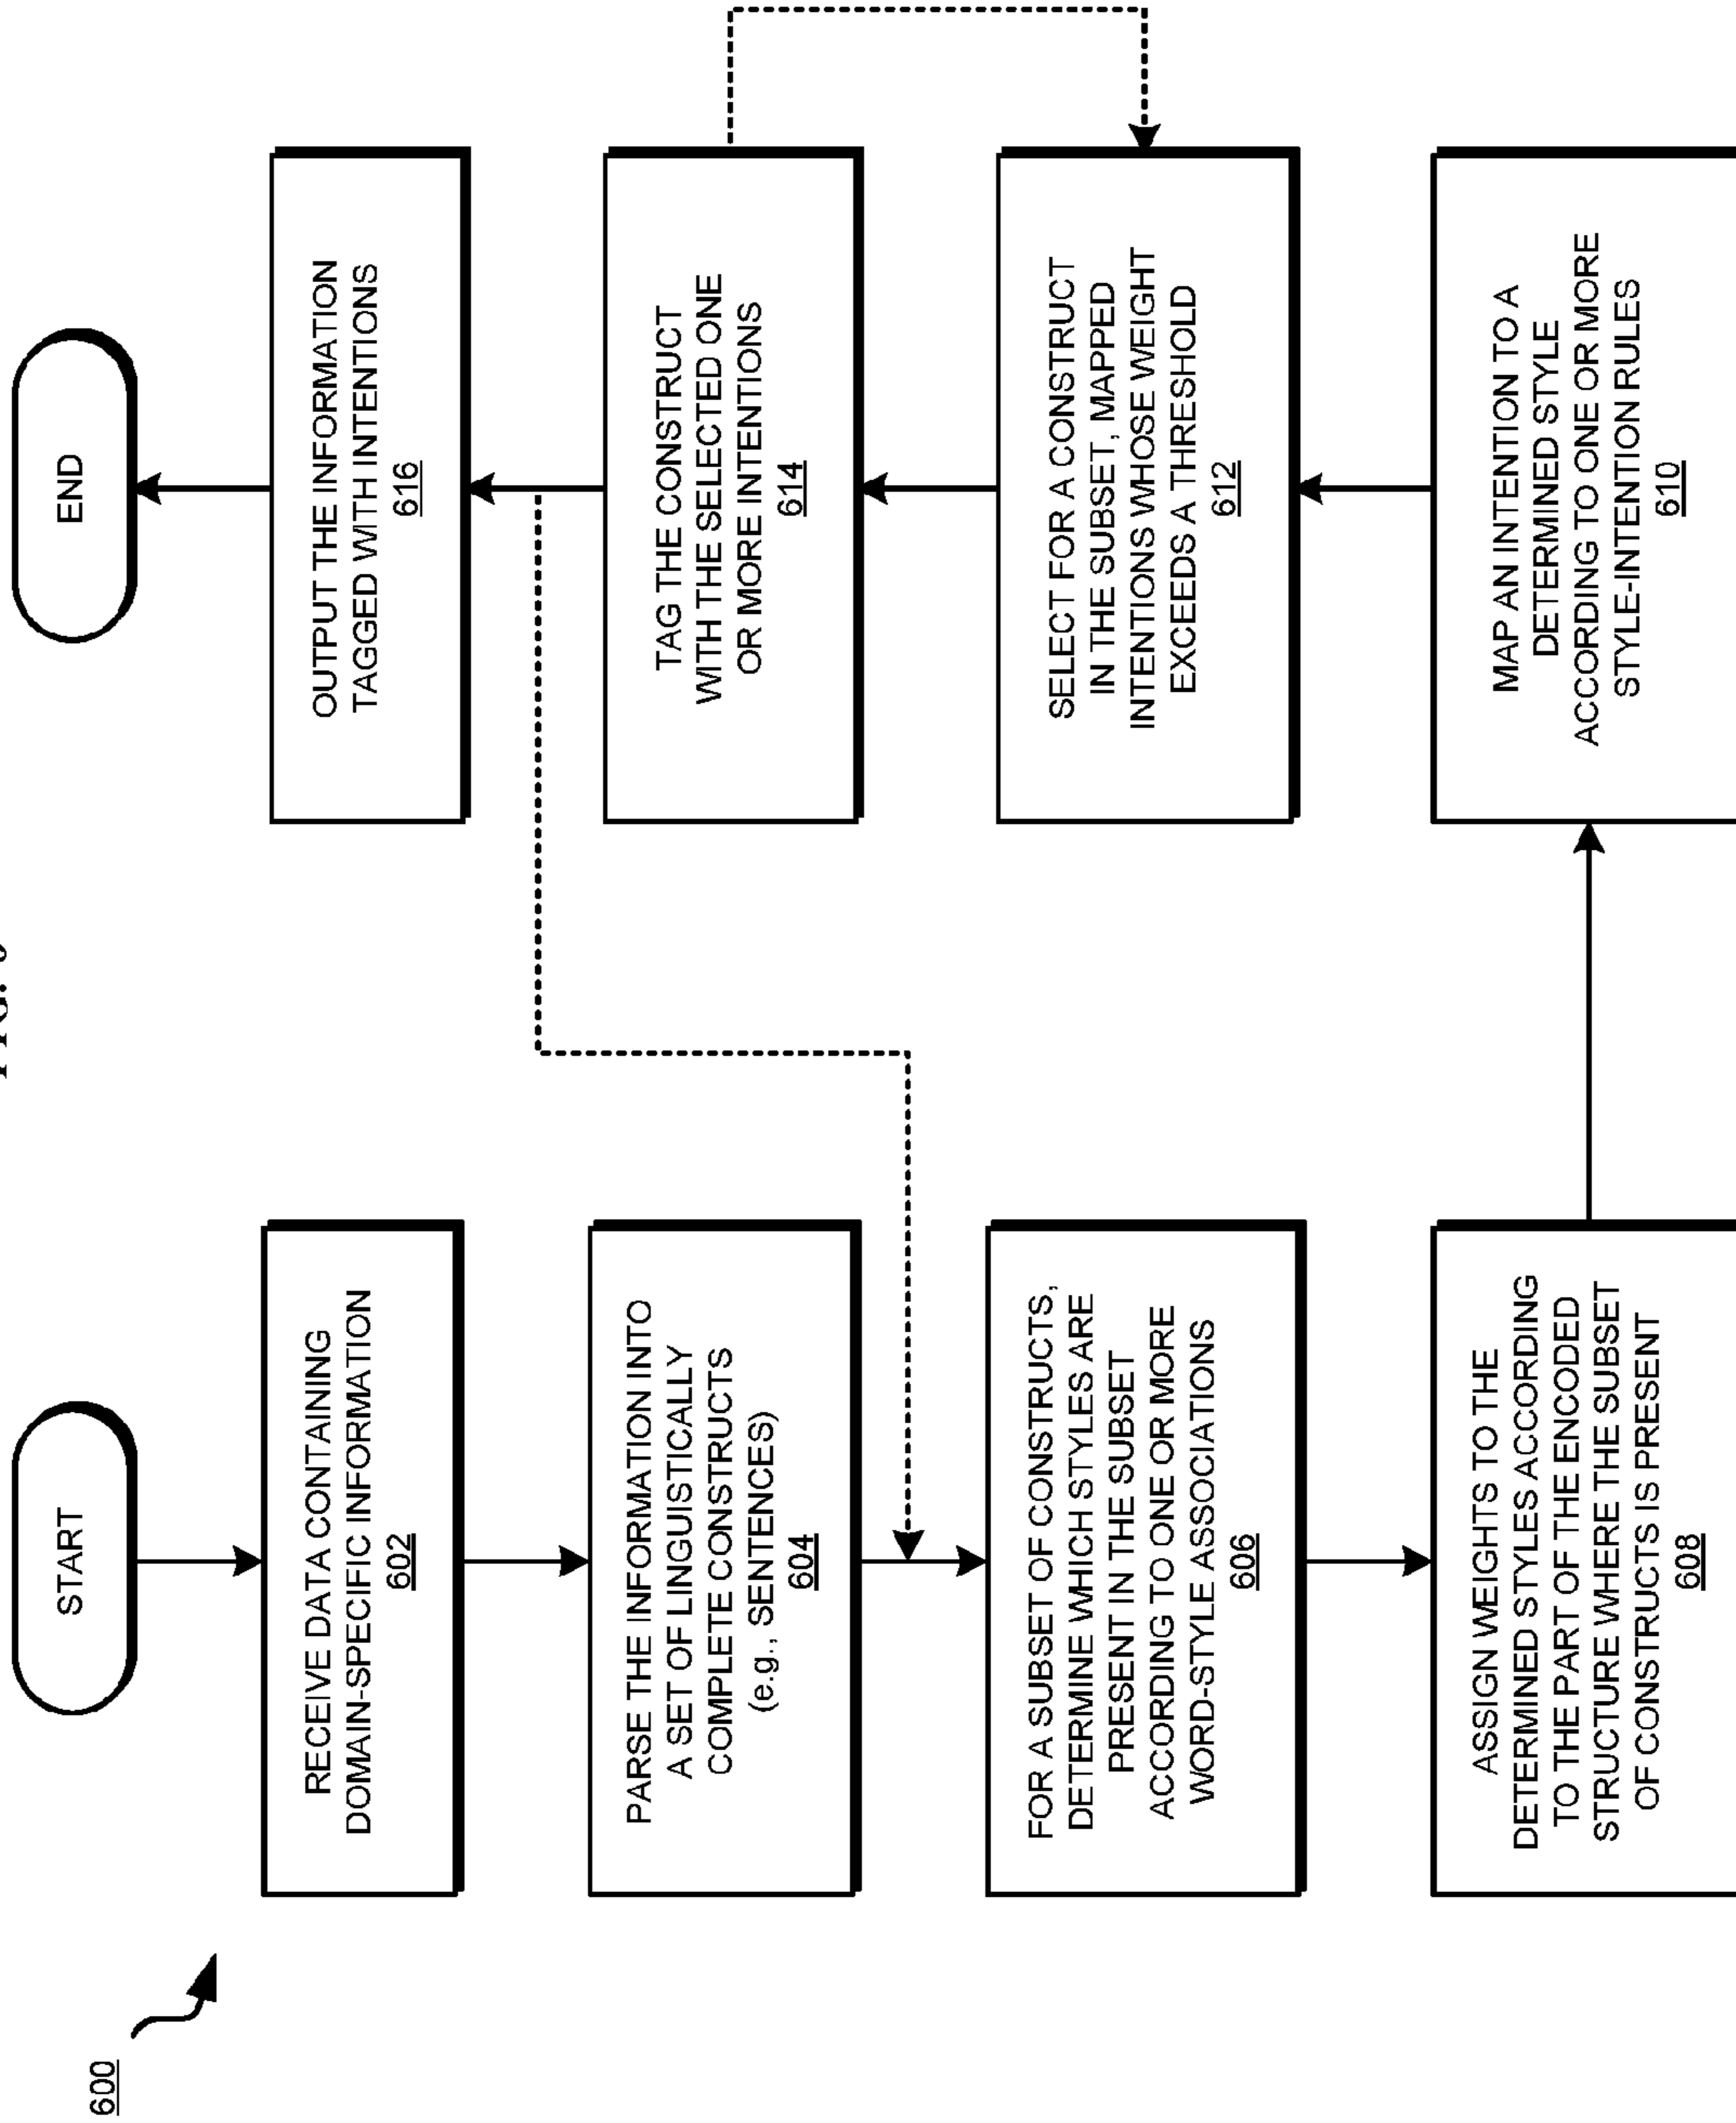 600
START
RECEIVE DATA CONTAINING
DOMAIN-SPECIFIC INFORMATION
602
PARSE THE INFORMATION INTO
A SET OF LINGUISTICALLY
COMPLETE CONSTRUCTS
(e.g., SENTENCES)
604
FOR A SUBSET OF CONSTRUCTS,
DETERMINE WHICH STYLES ARE
PRESENT IN THE SUBSET
ACCORDING TO ONE OR MORE
WORD-STYLE ASSOCIATIONS
606
ASSIGN WEIGHTS TO THE
DETERMINED STYLES ACCORDING
TO THE PART OF THE ENCODED
STRUCTURE WHERE THE SUBSET
OF CONSTRUCTS IS PRESENT
608
END
OUTPUT THE INFORMATION
TAGGED WITH INTENTIONS
616
TAG THE CONSTRUCT
WITH THE SELECTED ONE
OR MORE INTENTIONS
614
SELECT FOR A CONSTRUCT
IN THE SUBSET, MAPPED
INTENTIONS WHOSE WEIGHT
EXCEEDS A THRESHOLD
612
MAP AN INTENTION TO A
DETERMINED STYLE
ACCORDING TO ONE OR MORE
STYLE-INTENTION RULES
610